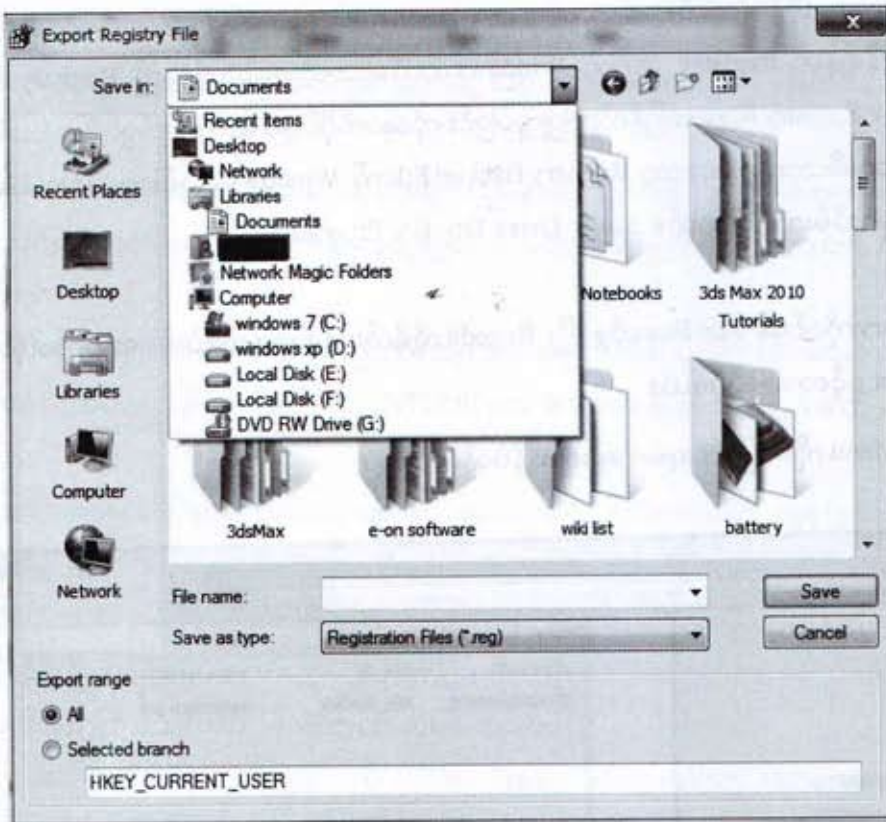 Export Registry File
Save in: Documents
Recent Items
Desktop
Network
Libraries
Documents
Network Magic Folders
Computer
windows 7 (C:)
windows xp (D:)
Local Disk (E:)
Local Disk (F:)
DVD RW Drive (G:)
Recent Places
Desktop
Libraries
Computer
Network
Notebooks
3ds Max 2010
Tutorials
3dsMax
e-on software
wiki list
battery
File name:
Save
Save as type: Registration Files (*.reg)
Cancel
Export range
All
Selected branch
HKEY_CURRENT_USER